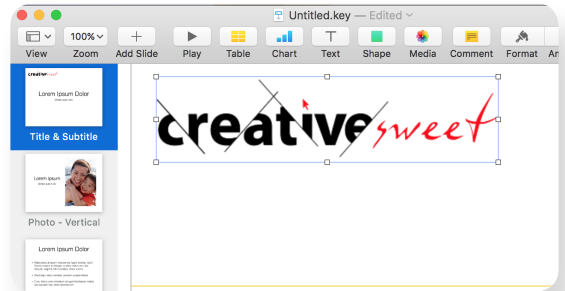 Untitled.key — Edited
100%
View Zoom Add Slide Play Table Chart Text Shape Media Comment Format
creativesweet
Lorem Ipsum Dolor
Title & Subtitle
creativesweet
Lorem Ipsum
Photo - Vertical
Lorem Ipsum Dolor